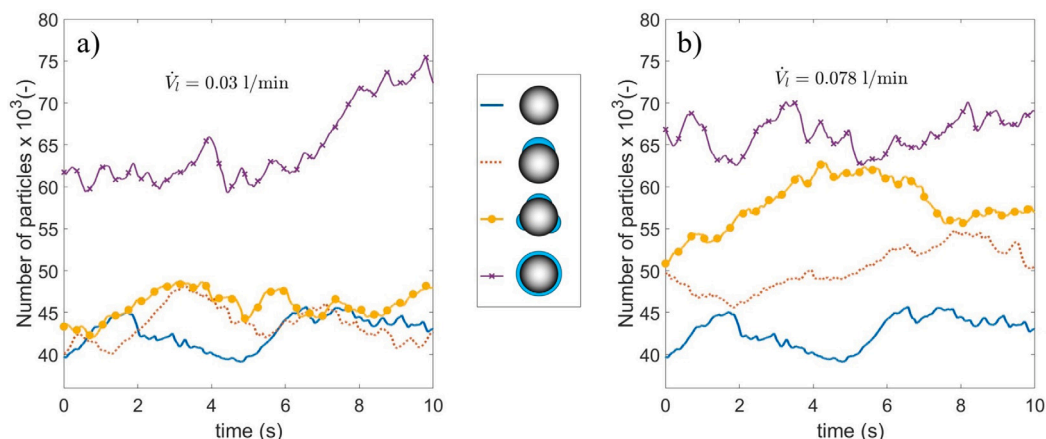 a)
V̇l = 0.03 l/min
Number of particles x 10³(-)
75
70
65
60
55
50
45
40
0 2 4 6 8 10
time (s)
b)
V̇l = 0.078 l/min
Number of particles x 10³(-)
80
75
70
65
60
55
50
45
40
0 2 4 6 8 10
time (s)